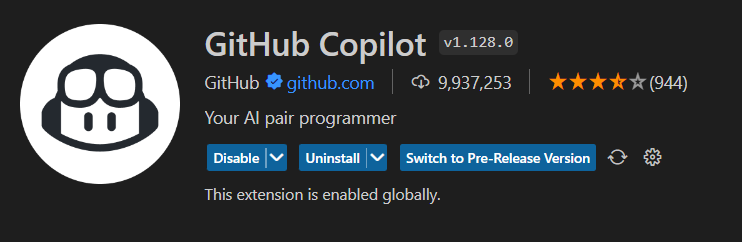 GitHub Copilot v1.128.0
GitHub github.com 9,937,253 (944)
Your AI pair programmer
Disable Uninstall Switch to Pre-Release Version
This extension is enabled globally.